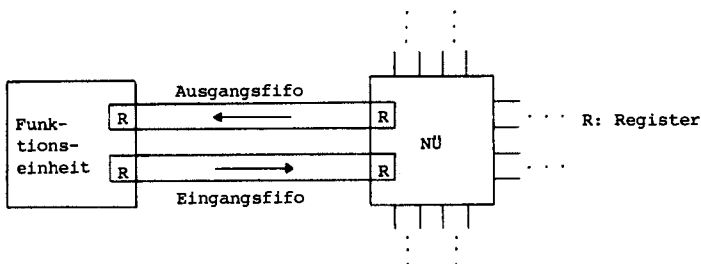 Ausgangsfifo
R
R
R: Register
Funk-
tions-
einheit
NÜ
R
R
Eingangsfifo